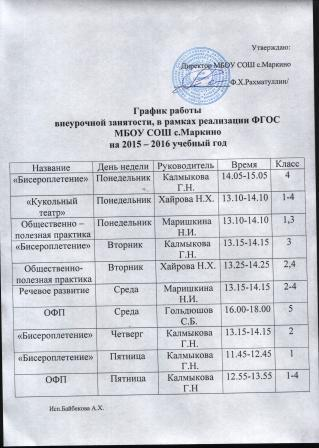 Утверждаю:
Директор МБОУ СОШ с.Маркино
Ф.Х.Рахматуллин/
График работы
внеурочной занятости, в рамках реализации ФГОС
МБОУ СОШ с.Маркино
на 2015 – 2016 учебный год
Название День недели Руководитель Время Класс
«Бисероплетение» Понедельник Калмыкова Г.Н. 14.05-15.05 4
«Кукольный театр» Понедельник Хайрова Н.Х. 13.10-14.10 1-4
Общественно – полезная практика Понедельник Маришкина Н.И. 13.10-14.10 1,3
«Бисероплетение» Вторник Калмыкова Г.Н. 13.15-14.15 3
Общественно-полезная практика Вторник Хайрова Н.Х. 13.25-14.25 2,4
Речевое развитие Среда Маришкина Н.И. 13.15-14.15 2-4
ОФП Среда Гольдюшов С.Б. 16.00-18.00 5
«Бисероплетение» Четверг Калмыкова Г.Н. 13.15-14.15 2
«Бисероплетение» Пятница Калмыкова Г.Н. 11.45-12.45 1
ОФП Пятница Калмыкова Г.Н 12.55-13.55 1-4
Исп.Байбекова А.Х.